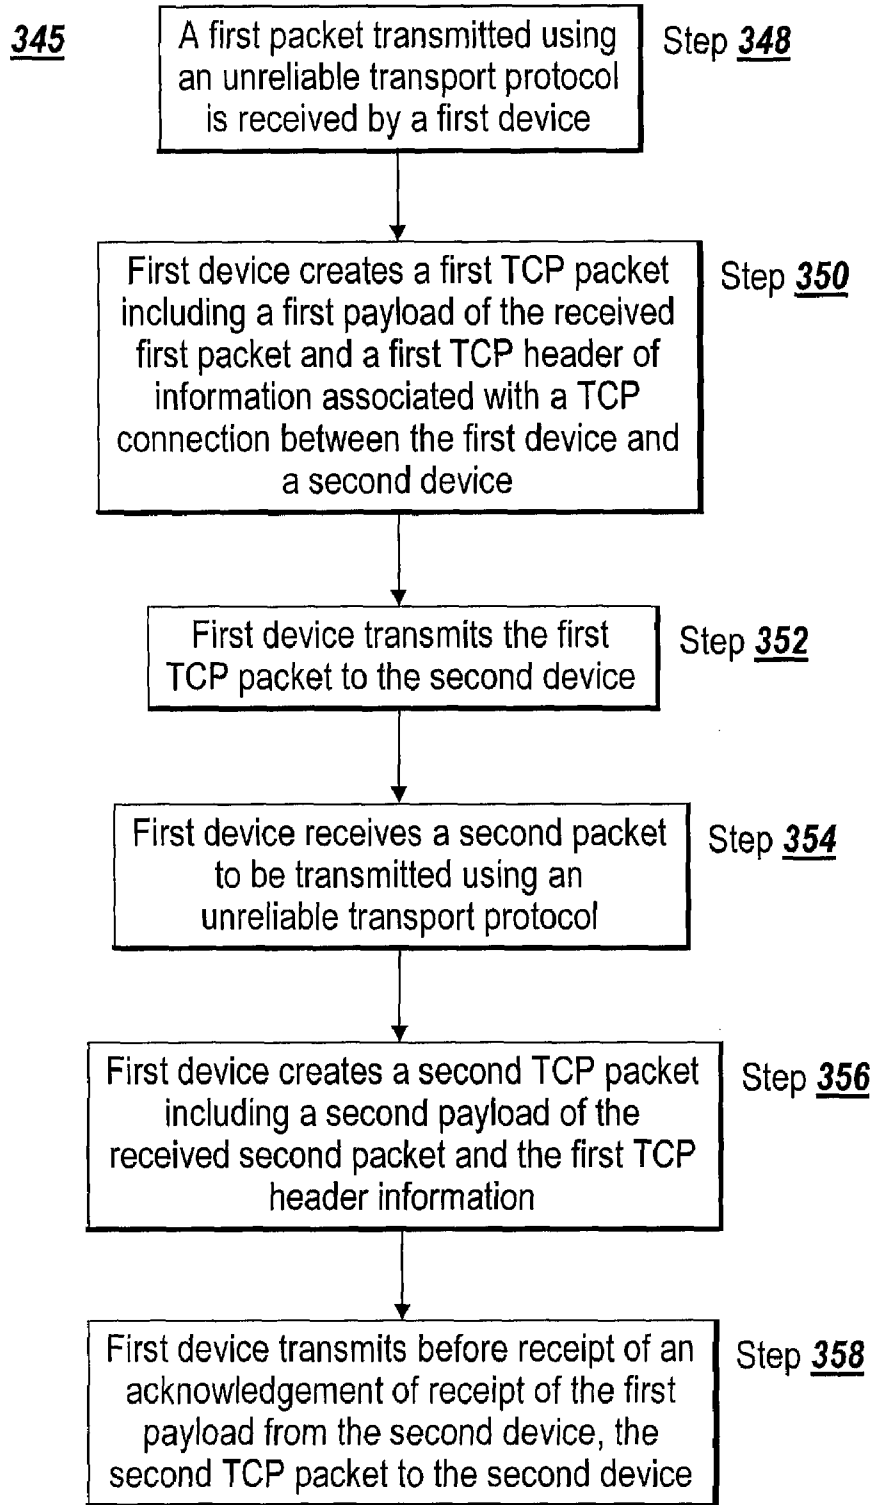 345
A first packet transmitted using
an unreliable transport protocol
is received by a first device
Step 348
First device creates a first TCP packet
including a first payload of the received
first packet and a first TCP header of
information associated with a TCP
connection between the first device and
a second device
Step 350
First device transmits the first
TCP packet to the second device
Step 352
First device receives a second packet
to be transmitted using an
unreliable transport protocol
Step 354
First device creates a second TCP packet
including a second payload of the
received second packet and the first TCP
header information
Step 356
First device transmits before receipt of an
acknowledgement of receipt of the first
payload from the second device, the
second TCP packet to the second device
Step 358